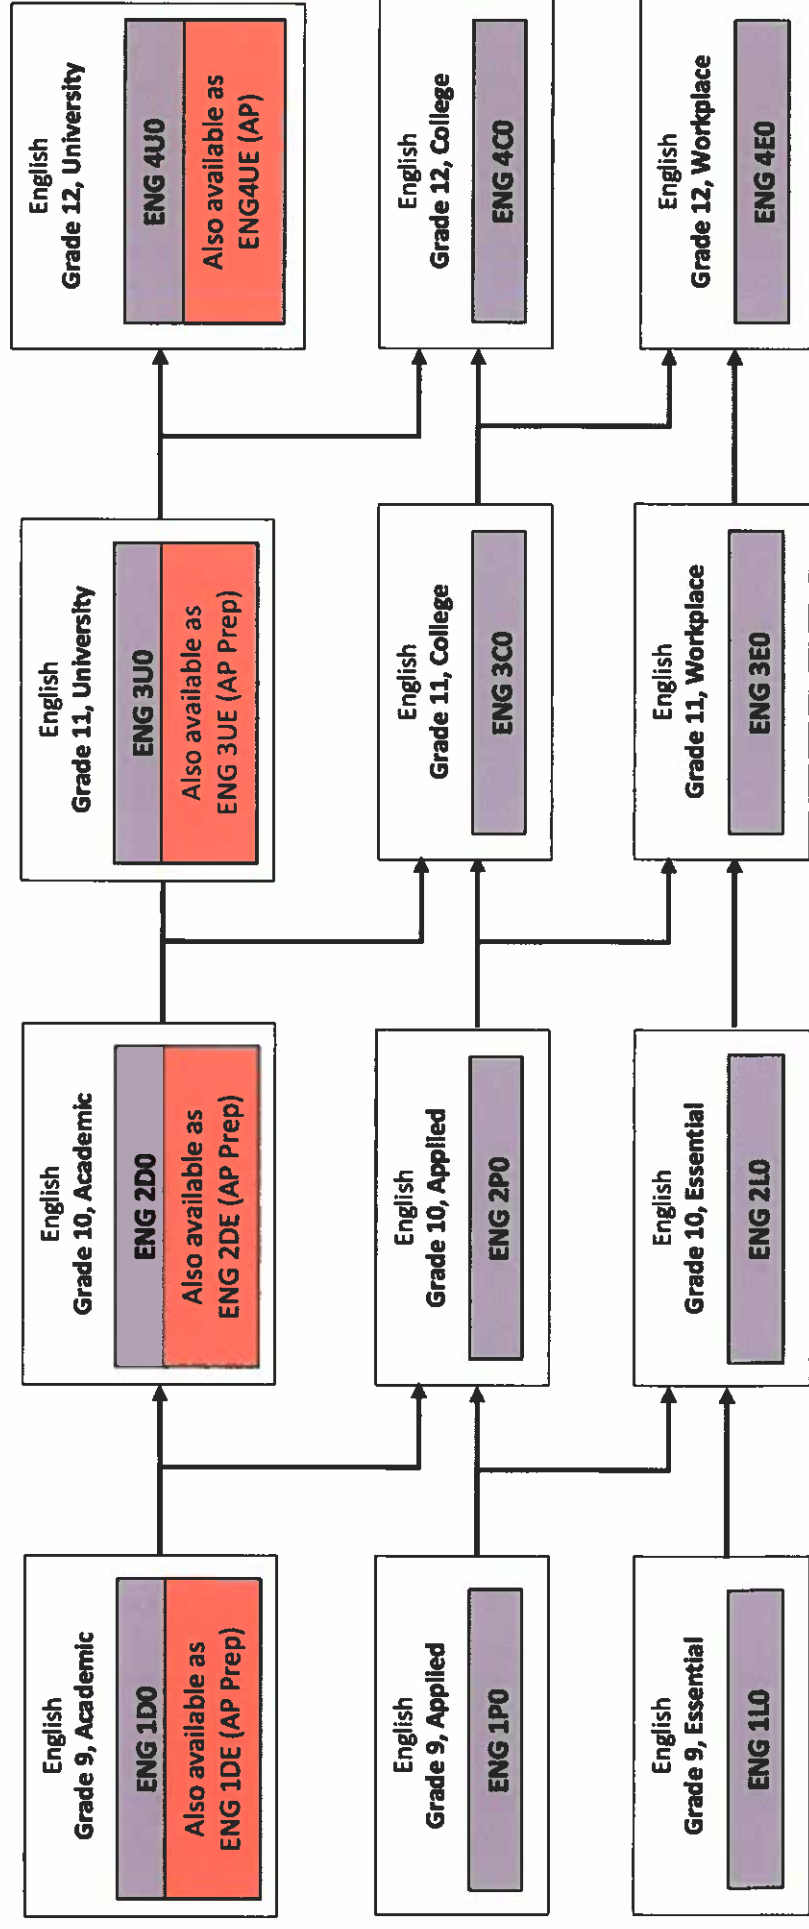 English
Grade 9, Academic
ENG 1D0
Also available as
ENG 1DE (AP Prep)
English
Grade 10, Academic
ENG 2D0
Also available as
ENG 2DE (AP Prep)
English
Grade 11, University
ENG 3U0
Also available as
ENG 3UE (AP Prep)
English
Grade 12, University
ENG 4U0
Also available as
ENG4UE (AP)
English
Grade 9, Applied
ENG 1P0
English
Grade 10, Applied
ENG 2P0
English
Grade 11, College
ENG 3C0
English
Grade 12, College
ENG 4C0
English
Grade 9, Essential
ENG 1L0
English
Grade 10, Essential
ENG 2L0
English
Grade 11, Workplace
ENG 3E0
English
Grade 12, Workplace
ENG 4E0